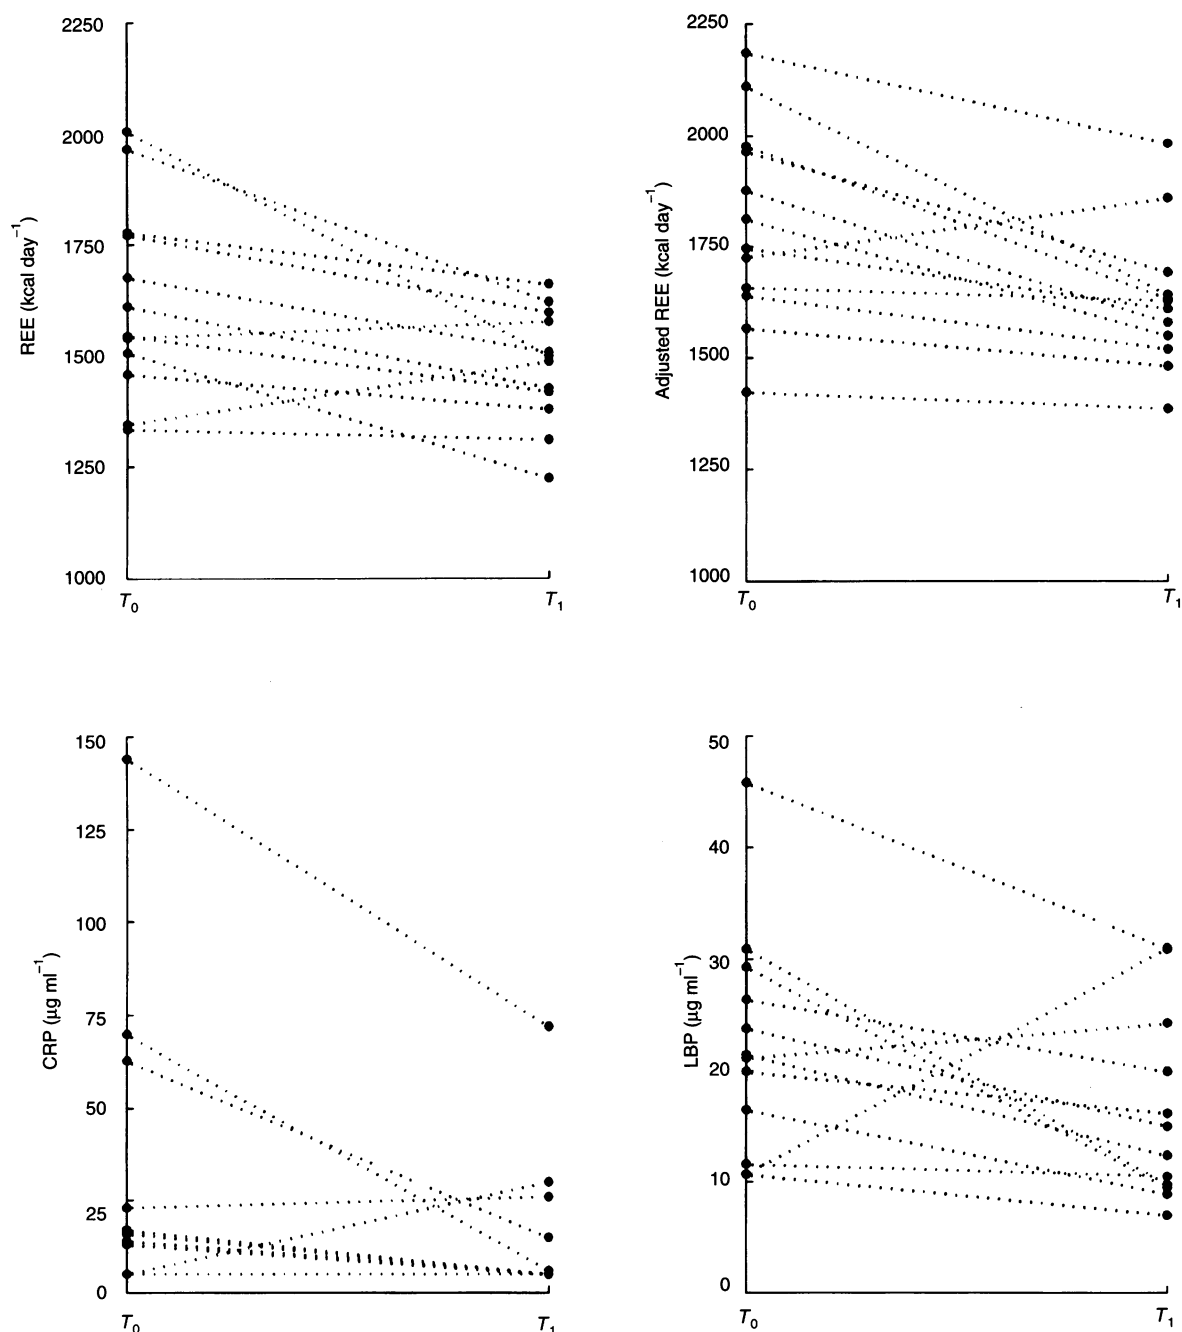 2250
2000
1750
1500
1250
1000
REE (kcal day⁻¹)
T₀
T₁
2250
2000
1750
1500
1250
1000
Adjusted REE (kcal day⁻¹)
T₀
T₁
150
125
100
75
50
25
0
CRP (μg ml⁻¹)
T₀
T₁
50
40
30
20
10
0
LBP (μg ml⁻¹)
T₀
T₁